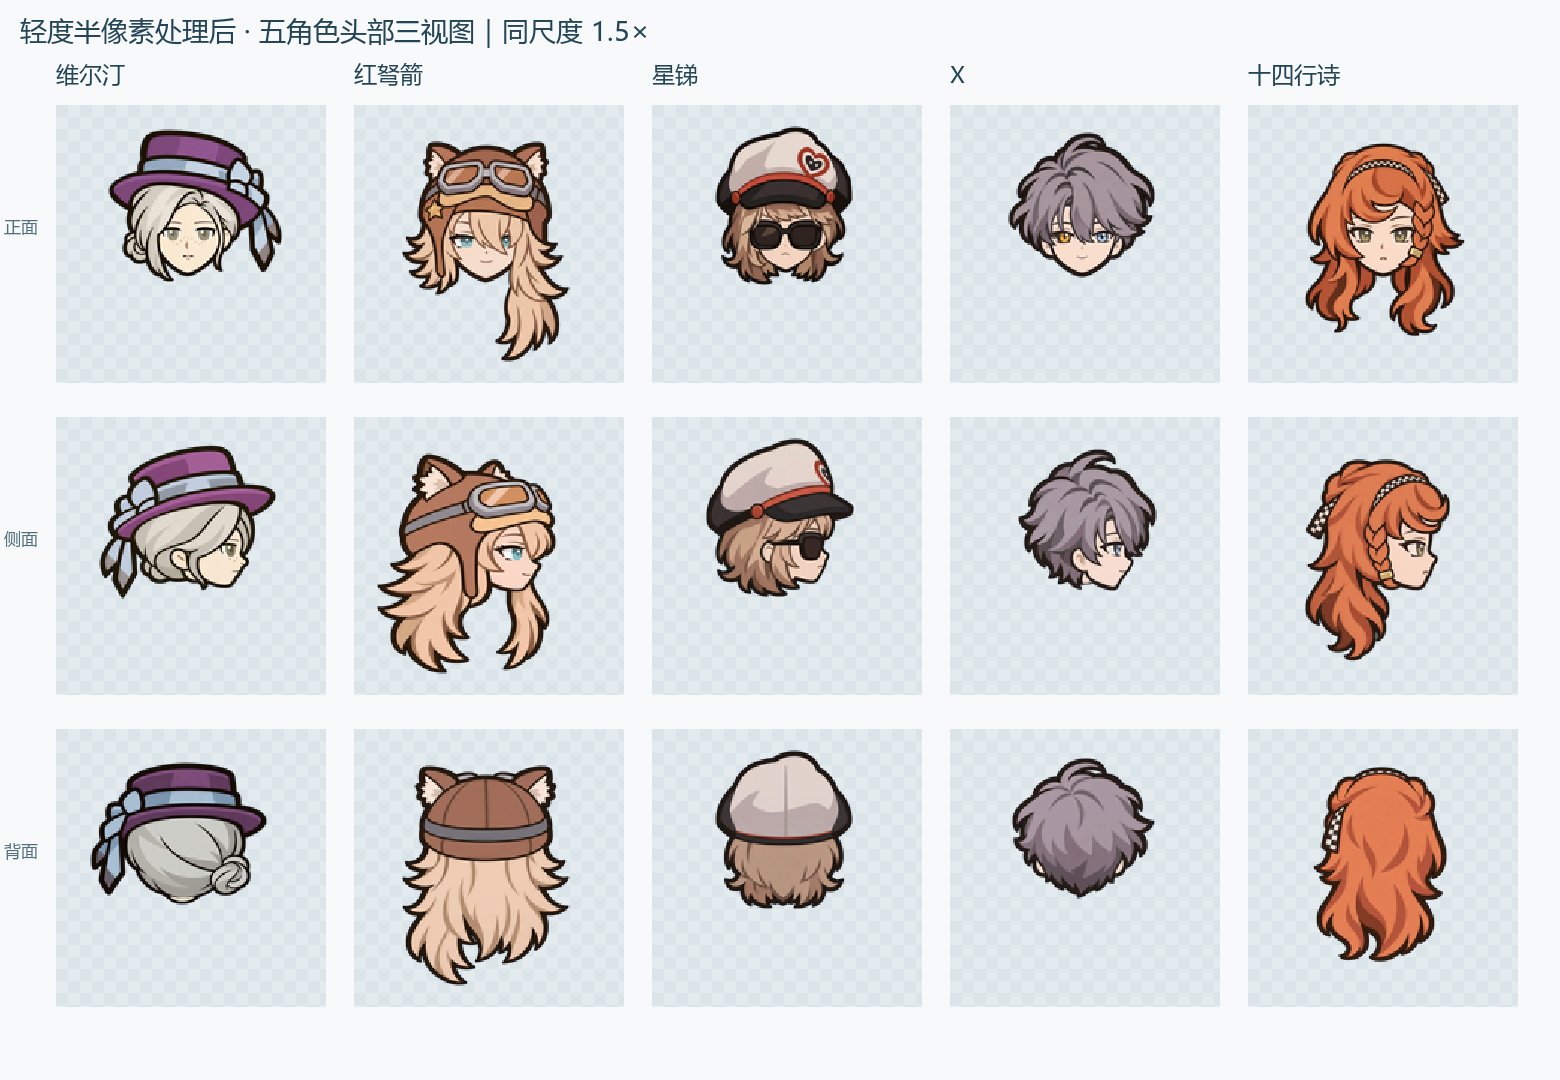 轻度半像素处理后 · 五角色头部三视图 | 同尺度 1.5×
维尔汀 红弩箭 星锑 X 十四行诗
正面
侧面
背面